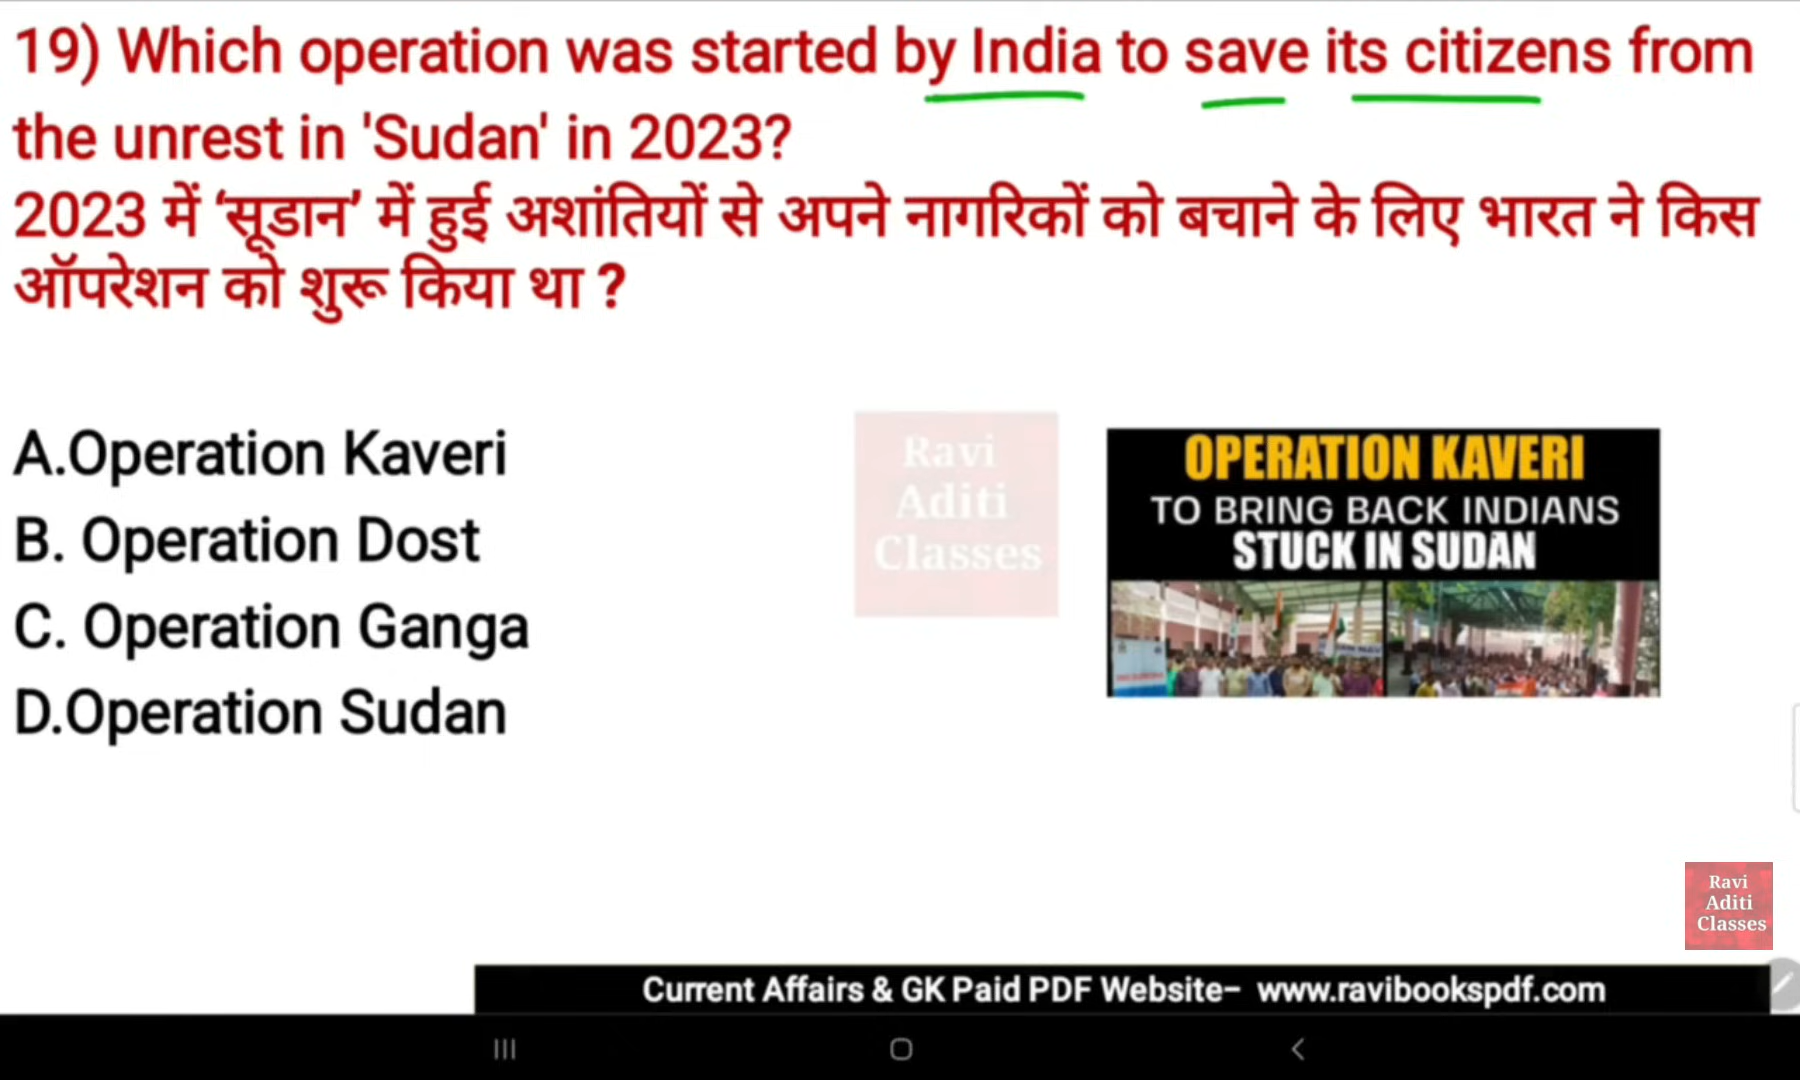 19) Which operation was started by India to save its citizens from
the unrest in 'Sudan' in 2023?
2023 में ‘सूडान’ में हुई अशांतियों से अपने नागरिकों को बचाने के लिए भारत ने किस
ऑपरेशन को शुरू किया था ?
A.Operation Kaveri
B. Operation Dost
C. Operation Ganga
D.Operation Sudan
Ravi
Aditi
Classes
OPERATION KAVERI
TO BRING BACK INDIANS
STUCK IN SUDAN
Ravi
Aditi
Classes
Current Affairs & GK Paid PDF Website– www.ravibookspdf.com